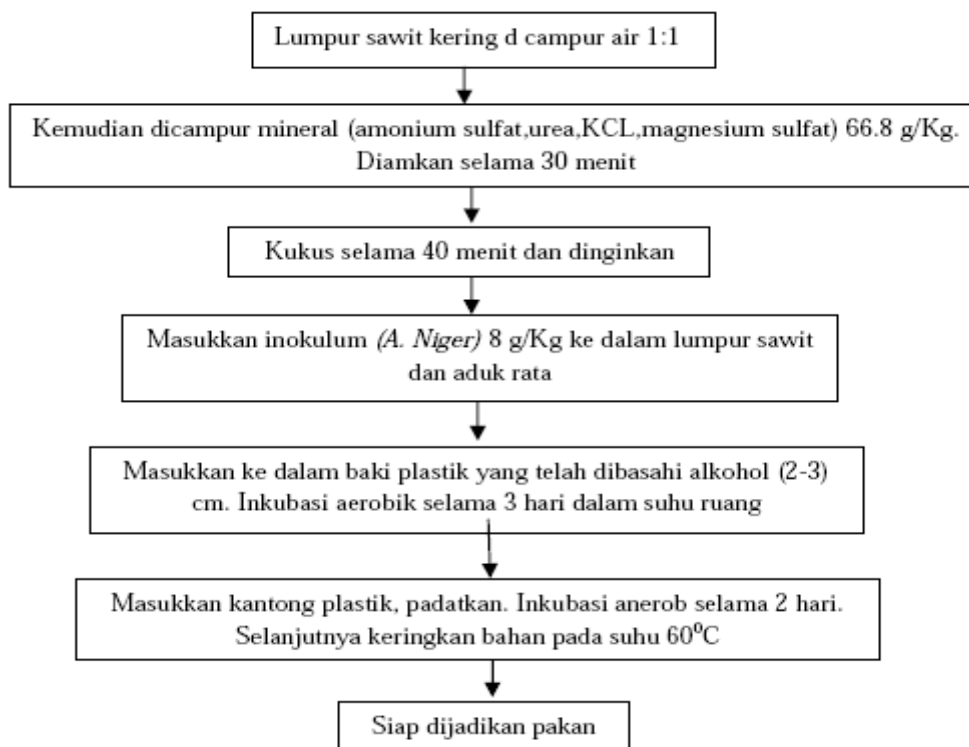 Lumpur sawit kering d campur air 1:1
Kemudian dicampur mineral (amonium sulfat,urea,KCL,magnesium sulfat) 66.8 g/Kg.
Diamkan selama 30 menit
Kukus selama 40 menit dan dinginkan
Masukkan inokulum (A. Niger) 8 g/Kg ke dalam lumpur sawit
dan aduk rata
Masukkan ke dalam baki plastik yang telah dibasahi alkohol (2-3)
cm. Inkubasi aerobik selama 3 hari dalam suhu ruang
Masukkan kantong plastik, padatkan. Inkubasi anerob selama 2 hari.
Selanjutnya keringkan bahan pada suhu 60⁰C
Siap dijadikan pakan